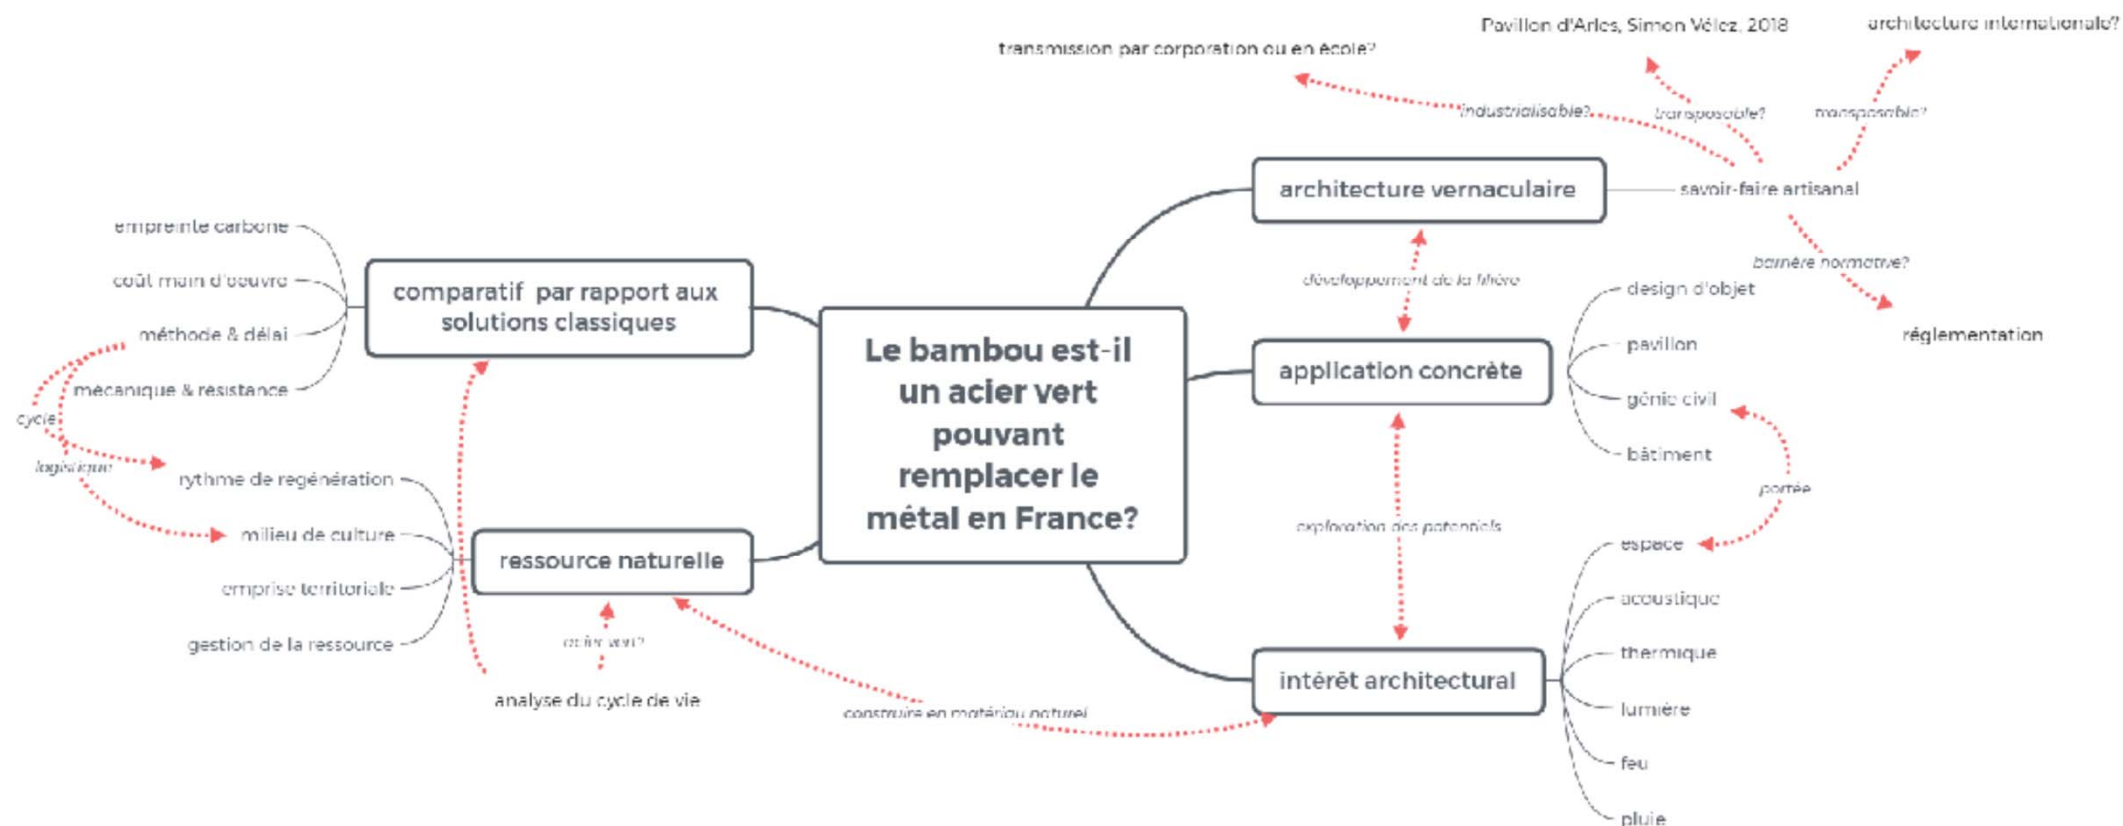 Pavillon d'Arles, Simon Vélez, 2018
architecture internationale?
transmission par corporation ou en école?
industrialisable?
transposable?
transposable?
architecture vernaculaire
savoir-faire artisanal
empreinte carbone
coût main d'oeuvre
méthode & délai
mécanique & résistance
comparatif par rapport aux
solutions classiques
développement de la filière
barrière normative?
design d'objet
pavillon
génie civil
bâtiment
réglementation
Le bambou est-il
un acier vert
pouvant
remplacer le
métal en France?
application concrète
cycle
logistique
rythme de regénération
milieu de culture
emprise territoriale
gestion de la ressource
ressource naturelle
portée
exploration des potentiels
espace
acoustique
thermique
lumière
feu
pluie
acier vert?
analyse du cycle de vie
construire en matériau naturel
intérêt architectural